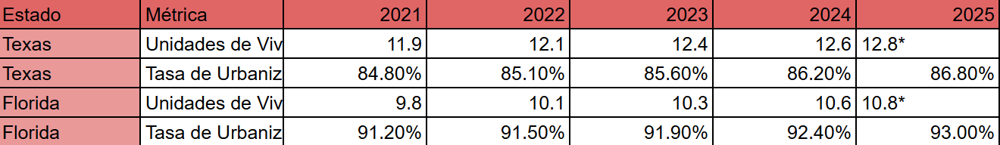 Estado Métrica 2021 2022 2023 2024 2025
Texas Unidades de Viv 11.9 12.1 12.4 12.6 12.8*
Texas Tasa de Urbaniz 84.80% 85.10% 85.60% 86.20% 86.80%
Florida Unidades de Viv 9.8 10.1 10.3 10.6 10.8*
Florida Tasa de Urbaniz 91.20% 91.50% 91.90% 92.40% 93.00%